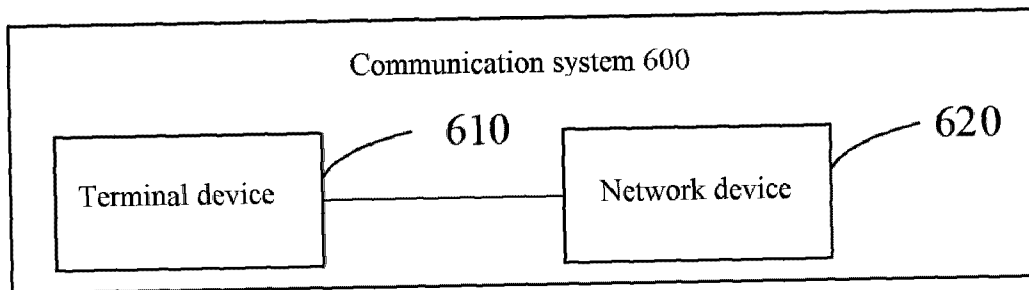 Communication system 600
610
620
Terminal device
Network device